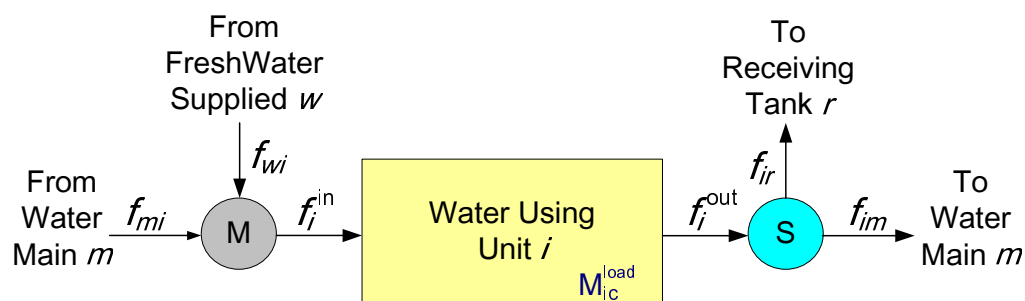 From
FreshWater
Supplied w
To
Receiving
Tank r
f_wi
f_ir
From
Water
Main m
f_mi
M
f_i^in
Water Using
Unit i
M_ic^load
f_i^out
S
f_im
To
Water
Main m